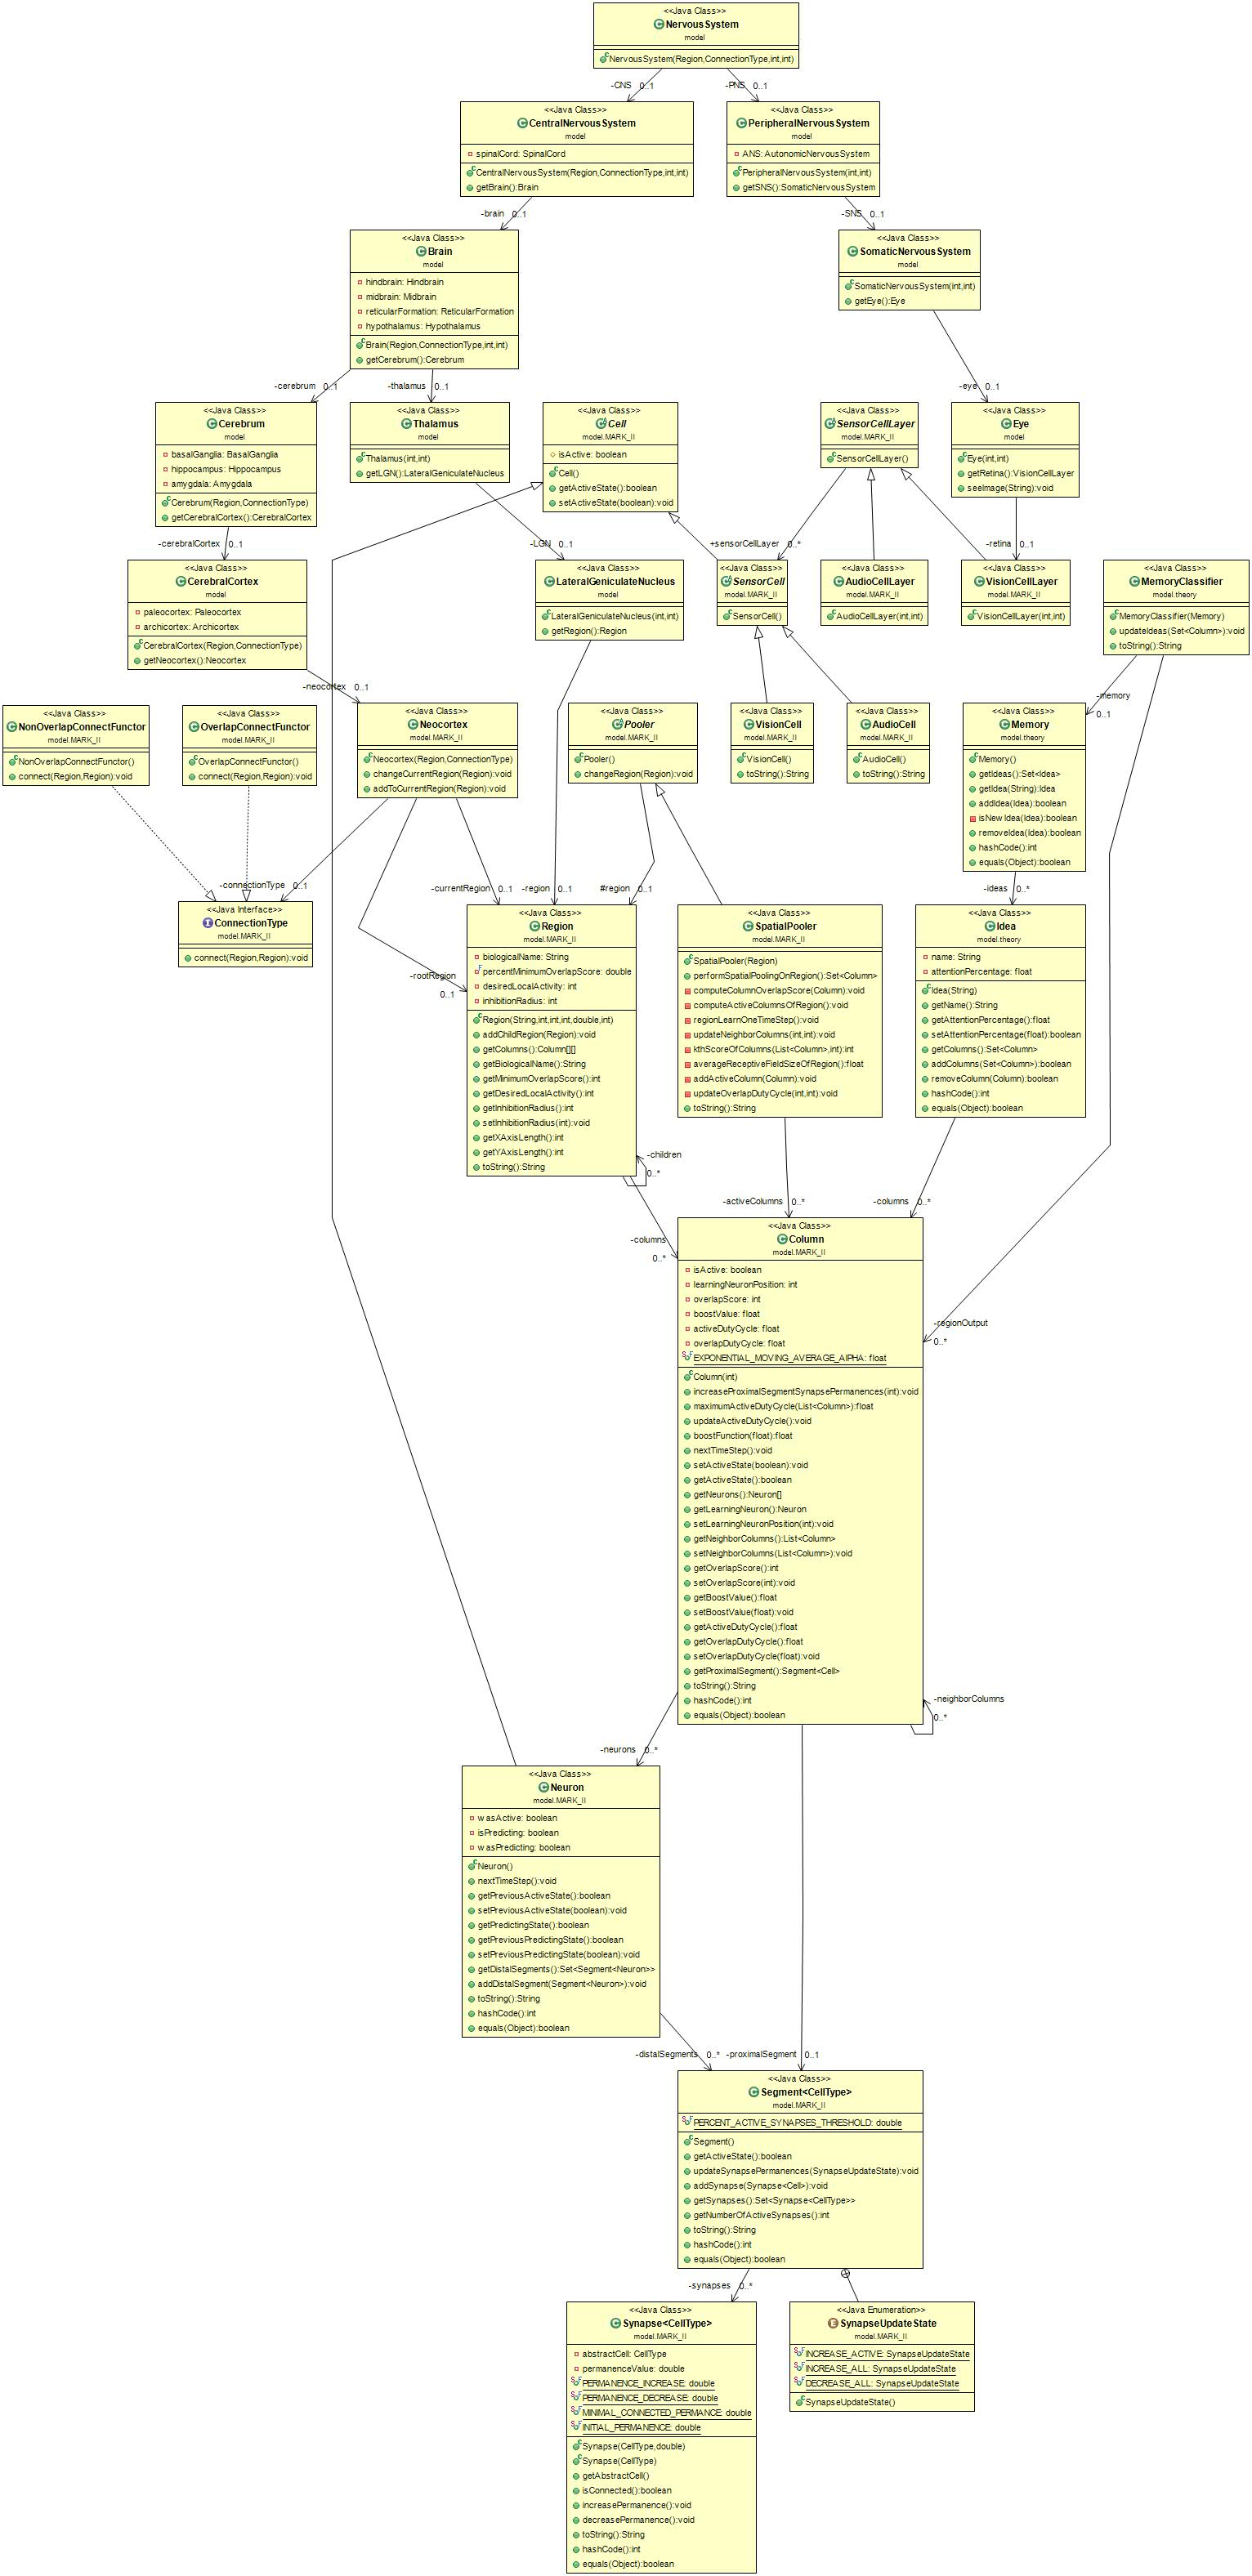 <<Java Class>>
NervousSystem
model
NervousSystem(Region,ConnectionType,int,int)
-CNS 0..1
-PNS 0..1
<<Java Class>>
CentralNervousSystem
model
spinalCord: SpinalCord
CentralNervousSystem(Region,ConnectionType,int,int)
getBrain():Brain
<<Java Class>>
PeripheralNervousSystem
model
ANS: AutonomicNervousSystem
PeripheralNervousSystem(int,int)
getSNS():SomaticNervousSystem
-brain 0..1
-SNS 0..1
<<Java Class>>
Brain
model
hindbrain: Hindbrain
midbrain: Midbrain
reticularFormation: ReticularFormation
hypothalamus: Hypothalamus
Brain(Region,ConnectionType,int,int)
getCerebrum():Cerebrum
<<Java Class>>
SomaticNervousSystem
model
SomaticNervousSystem(int,int)
getEye():Eye
-cerebrum 0..1
-thalamus 0..1
-eye 0..1
<<Java Class>>
Cerebrum
model
basalGanglia: BasalGanglia
hippocampus: Hippocampus
amygdala: Amygdala
Cerebrum(Region,ConnectionType)
getCerebralCortex():CerebralCortex
<<Java Class>>
Thalamus
model
Thalamus(int,int)
getLGN():LateralGeniculateNucleus
<<Java Class>>
Cell
model.MARK_II
isActive: boolean
Cell()
getActiveState():boolean
setActiveState(boolean):void
<<Java Class>>
SensorCellLayer
model.MARK_II
SensorCellLayer()
<<Java Class>>
Eye
model
Eye(int,int)
getRetina():VisionCellLayer
seeImage(String):void
-cerebralCortex 0..1
-LGN 0..1
+sensorCellLayer 0..*
-retina 0..1
<<Java Class>>
CerebralCortex
model
paleocortex: Paleocortex
archicortex: Archicortex
CerebralCortex(Region,ConnectionType)
getNeocortex():Neocortex
<<Java Class>>
LateralGeniculateNucleus
model
LateralGeniculateNucleus(int,int)
getRegion():Region
<<Java Class>>
SensorCell
model.MARK_II
SensorCell()
<<Java Class>>
AudioCellLayer
model.MARK_II
AudioCellLayer(int,int)
<<Java Class>>
VisionCellLayer
model.MARK_II
VisionCellLayer(int,int)
<<Java Class>>
MemoryClassifier
model.theory
MemoryClassifier(Memory)
updateIdeas(Set<Column>):void
toString():String
-neocortex 0..1
-memory
0..1
<<Java Class>>
NonOverlapConnectFunctor
model.MARK_II
NonOverlapConnectFunctor()
connect(Region,Region):void
<<Java Class>>
OverlapConnectFunctor
model.MARK_II
OverlapConnectFunctor()
connect(Region,Region):void
<<Java Class>>
Neocortex
model.MARK_II
Neocortex(Region,ConnectionType)
changeCurrentRegion(Region):void
addToCurrentRegion(Region):void
<<Java Class>>
Pooler
model.MARK_II
Pooler()
changeRegion(Region):void
<<Java Class>>
VisionCell
model.MARK_II
VisionCell()
toString():String
<<Java Class>>
AudioCell
model.MARK_II
AudioCell()
toString():String
<<Java Class>>
Memory
model.theory
Memory()
getIdeas():Set<Idea>
getIdea(String):Idea
addIdea(Idea):boolean
isNewIdea(Idea):boolean
removeIdea(Idea):boolean
hashCode():int
equals(Object):boolean
-connectionType 0..1
-currentRegion 0..1
-region 0..1
#region 0..1
-ideas 0..*
<<Java Interface>>
ConnectionType
model.MARK_II
connect(Region,Region):void
-rootRegion
0..1
<<Java Class>>
Region
model.MARK_II
biologicalName: String
percentMinimumOverlapScore: double
desiredLocalActivity: int
inhibitionRadius: int
Region(String,int,int,int,double,int)
addChildRegion(Region):void
getColumns():Column[][]
getBiologicalName():String
getMinimumOverlapScore():int
getDesiredLocalActivity():int
getInhibitionRadius():int
setInhibitionRadius(int):void
getXAxisLength():int
getYAxisLength():int
toString():String
<<Java Class>>
SpatialPooler
model.MARK_II
SpatialPooler(Region)
performSpatialPoolingOnRegion():Set<Column>
computeColumnOverlapScore(Column):void
computeActiveColumnsOfRegion():void
regionLearnOneTimeStep():void
updateNeighborColumns(int,int):void
kthScoreOfColumns(List<Column>,int):int
averageReceptiveFieldSizeOfRegion():float
addActiveColumn(Column):void
updateOverlapDutyCycle(int,int):void
toString():String
<<Java Class>>
Idea
model.theory
name: String
attentionPercentage: float
Idea(String)
getName():String
getAttentionPercentage():float
setAttentionPercentage(float):boolean
getColumns():Set<Column>
addColumns(Set<Column>):boolean
removeColumn(Column):boolean
hashCode():int
equals(Object):boolean
-children
0..*
-activeColumns 0..*
-columns 0..*
-columns
0..*
<<Java Class>>
Column
model.MARK_II
isActive: boolean
learningNeuronPosition: int
overlapScore: int
boostValue: float
activeDutyCycle: float
overlapDutyCycle: float
EXPONENTIAL_MOVING_AVERAGE_AlPHA: float
Column(int)
increaseProximalSegmentSynapsePermanences(int):void
maximumActiveDutyCycle(List<Column>):float
updateActiveDutyCycle():void
boostFunction(float):float
nextTimeStep():void
setActiveState(boolean):void
getActiveState():boolean
getNeurons():Neuron[]
getLearningNeuron():Neuron
setLearningNeuronPosition(int):void
getNeighborColumns():List<Column>
setNeighborColumns(List<Column>):void
getOverlapScore():int
setOverlapScore(int):void
getBoostValue():float
setBoostValue(float):void
getActiveDutyCycle():float
getOverlapDutyCycle():float
setOverlapDutyCycle(float):void
getProximalSegment():Segment<Cell>
toString():String
hashCode():int
equals(Object):boolean
-regionOutput
0..*
-neighborColumns
0..*
-neurons 0..*
<<Java Class>>
Neuron
model.MARK_II
wasActive: boolean
isPredicting: boolean
wasPredicting: boolean
Neuron()
nextTimeStep():void
getPreviousActiveState():boolean
setPreviousActiveState(boolean):void
getPredictingState():boolean
getPreviousPredictingState():boolean
setPreviousPredictingState(boolean):void
getDistalSegments():Set<Segment<Neuron>>
addDistalSegment(Segment<Neuron>):void
toString():String
hashCode():int
equals(Object):boolean
-distalSegments 0..*
-proximalSegment 0..1
<<Java Class>>
Segment<CellType>
model.MARK_II
PERCENT_ACTIVE_SYNAPSES_THRESHOLD: double
Segment()
getActiveState():boolean
updateSynapsePermanences(SynapseUpdateState):void
addSynapse(Synapse<Cell>):void
getSynapses():Set<Synapse<CellType>>
getNumberOfActiveSynapses():int
toString():String
hashCode():int
equals(Object):boolean
-synapses 0..*
<<Java Class>>
Synapse<CellType>
model.MARK_II
abstractCell: CellType
permanenceValue: double
PERMANENCE_INCREASE: double
PERMANENCE_DECREASE: double
MINIMAL_CONNECTED_PERMANCE: double
INITIAL_PERMANENCE: double
Synapse(CellType,double)
Synapse(CellType)
getAbstractCell()
isConnected():boolean
increasePermanence():void
decreasePermanence():void
toString():String
hashCode():int
equals(Object):boolean
<<Java Enumeration>>
SynapseUpdateState
model.MARK_II
INCREASE_ACTIVE: SynapseUpdateState
INCREASE_ALL: SynapseUpdateState
DECREASE_ALL: SynapseUpdateState
SynapseUpdateState()